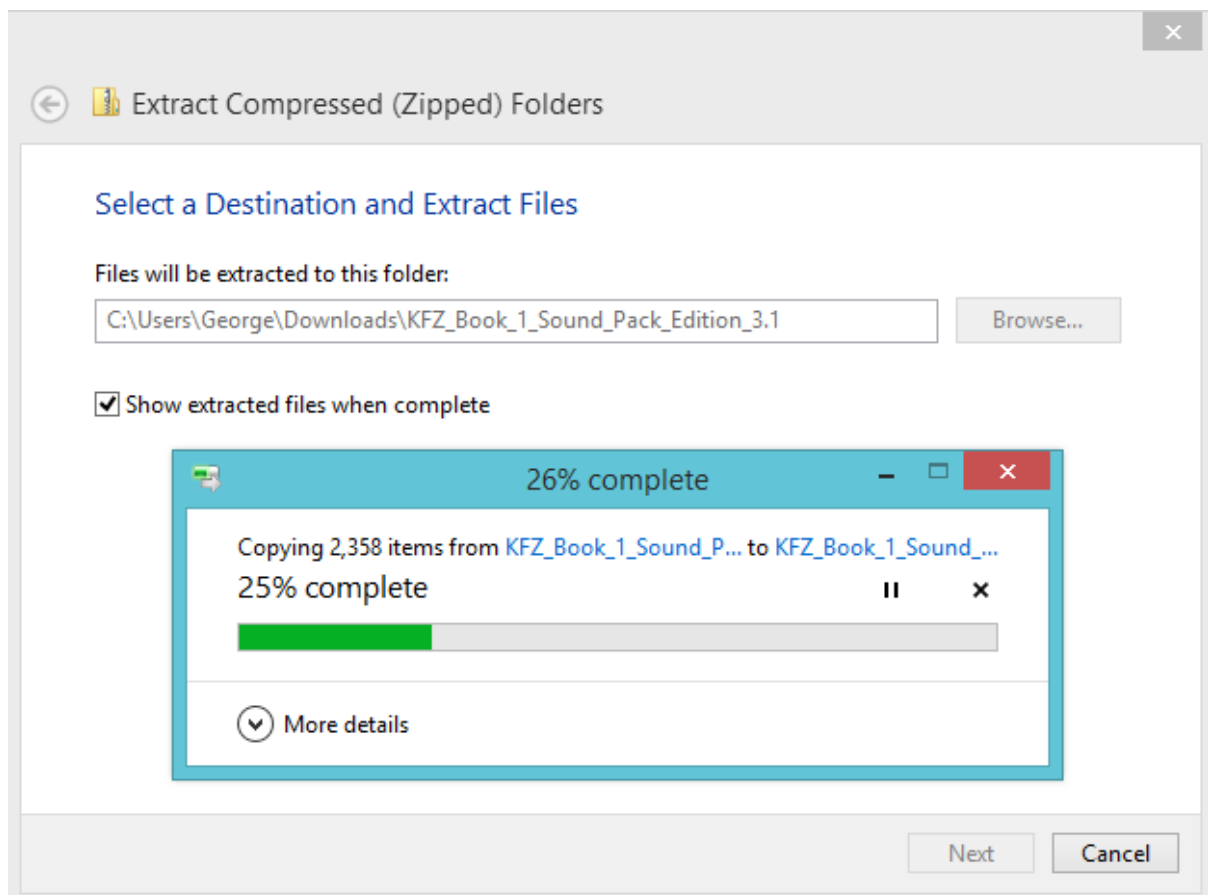 Extract Compressed (Zipped) Folders
Select a Destination and Extract Files
Files will be extracted to this folder:
C:\Users\George\Downloads\KFZ_Book_1_Sound_Pack_Edition_3.1
Browse...
Show extracted files when complete
26% complete
Copying 2,358 items from KFZ_Book_1_Sound_P... to KFZ_Book_1_Sound_...
25% complete
More details
Next
Cancel